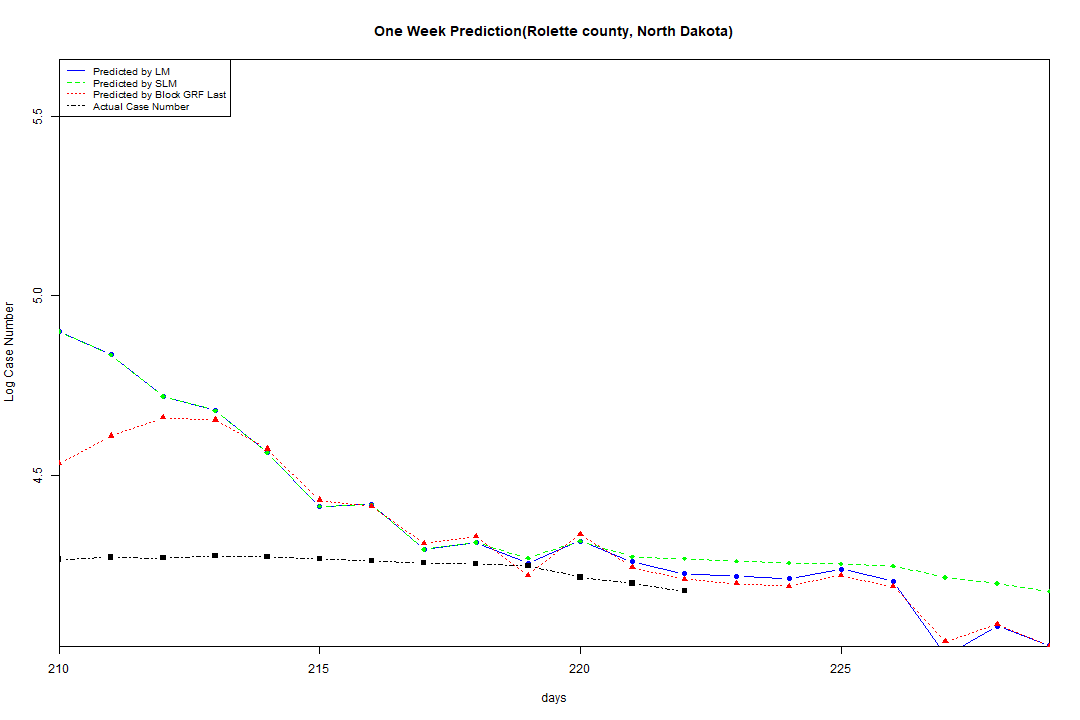 One Week Prediction(Rolette county, North Dakota)
Predicted by LM
Predicted by SLM
Predicted by Block GRF Last
Actual Case Number
5.5
5.0
4.5
Log Case Number
210
215
220
225
days